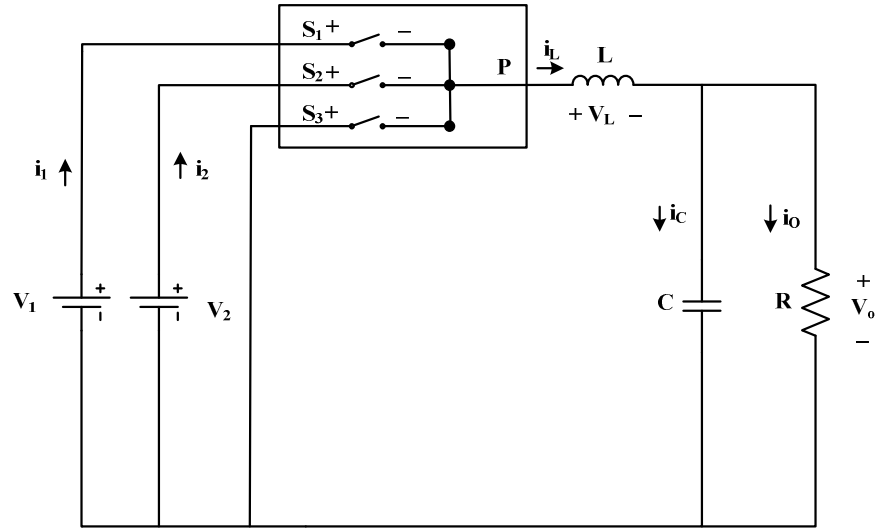 S1 + −
S2 + −
S3 + −
P
iL
L
+ VL −
i1
i2
iC
iO
V1
+
−
+
−
V2
C
R
+
Vo
−